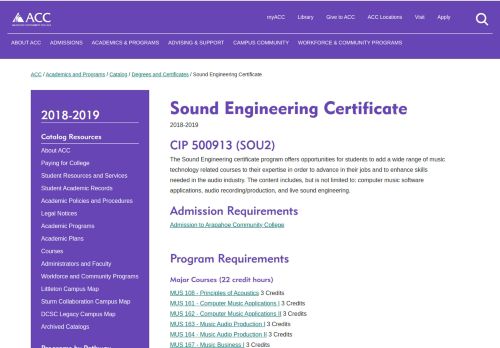 ACC
myACC Library Give to ACC ACC Locations Visit Apply
ABOUT ACC ADMISSIONS ACADEMICS & PROGRAMS ADVISING & SUPPORT CAMPUS COMMUNITY WORKFORCE & COMMUNITY PROGRAMS
ACC / Academics and Programs / Catalog / Degrees and Certificates / Sound Engineering Certificate
2018-2019
Catalog Resources
About ACC
Paying for College
Student Resources and Services
Student Academic Records
Academic Policies and Procedures
Legal Notices
Academic Programs
Academic Plans
Courses
Administrators and Faculty
Workforce and Community Programs
Littleton Campus Map
Sturm Collaboration Campus Map
DCSC Legacy Campus Map
Archived Catalogs
Programs by Pathway
Sound Engineering Certificate
2018-2019
CIP 500913 (SOU2)
The Sound Engineering certificate program offers opportunities for students to add a wide range of music
technology related courses to their expertise in order to advance in their jobs and to enhance skills
needed in the audio industry. The content includes, but is not limited to: computer music software
applications, audio recording/production, and live sound engineering.
Admission Requirements
Admission to Arapahoe Community College
Program Requirements
Major Courses (22 credit hours)
MUS 108 - Principles of Acoustics 3 Credits
MUS 161 - Computer Music Applications I 3 Credits
MUS 162 - Computer Music Applications II 3 Credits
MUS 163 - Music Audio Production I 3 Credits
MUS 164 - Music Audio Production II 3 Credits
MUS 167 - Music Business I 3 Credits